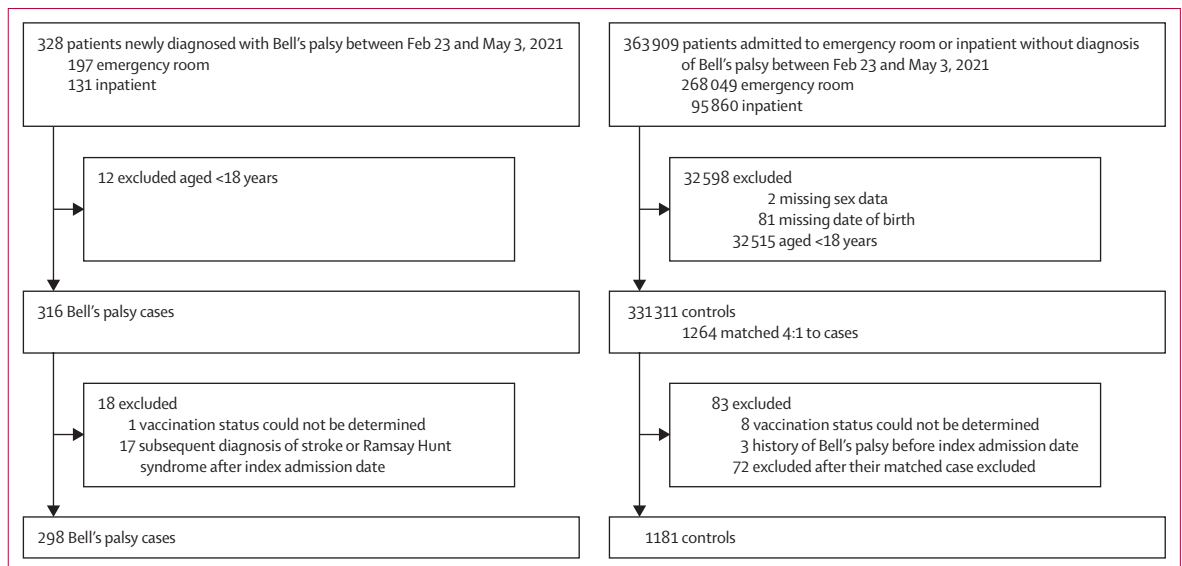 328 patients newly diagnosed with Bell's palsy between Feb 23 and May 3, 2021
197 emergency room
131 inpatient
363 909 patients admitted to emergency room or inpatient without diagnosis
of Bell's palsy between Feb 23 and May 3, 2021
268 049 emergency room
95 860 inpatient
12 excluded aged <18 years
32 598 excluded
2 missing sex data
81 missing date of birth
32 515 aged <18 years
316 Bell's palsy cases
331 311 controls
1264 matched 4:1 to cases
18 excluded
1 vaccination status could not be determined
17 subsequent diagnosis of stroke or Ramsay Hunt
syndrome after index admission date
83 excluded
8 vaccination status could not be determined
3 history of Bell's palsy before index admission date
72 excluded after their matched case excluded
298 Bell's palsy cases
1181 controls